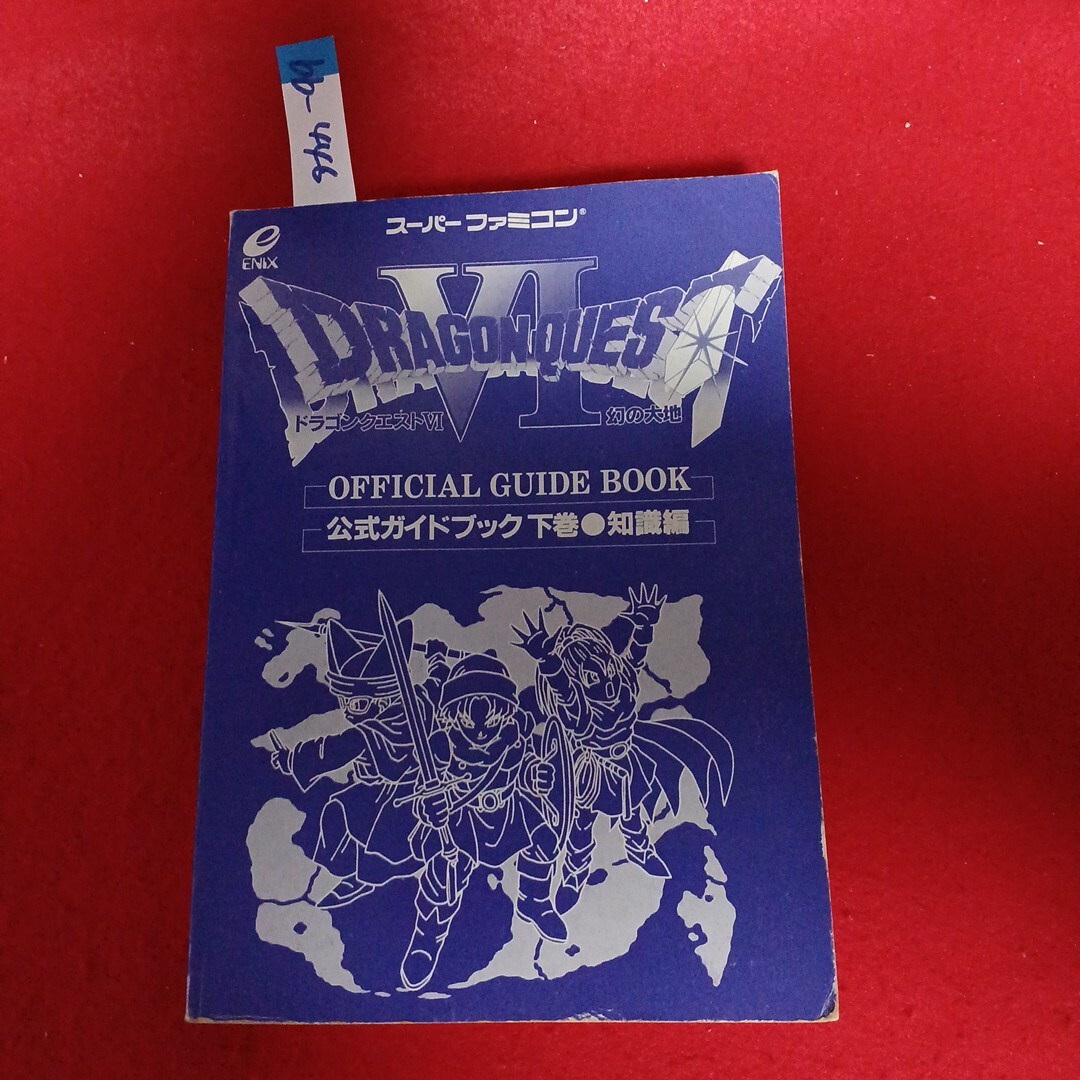 bb-446
スーパーファミコン®
ENIX
VI
DRAGON QUEST
ドラゴンクエストVI 幻の大地
OFFICIAL GUIDE BOOK
公式ガイドブック 下巻●知識編